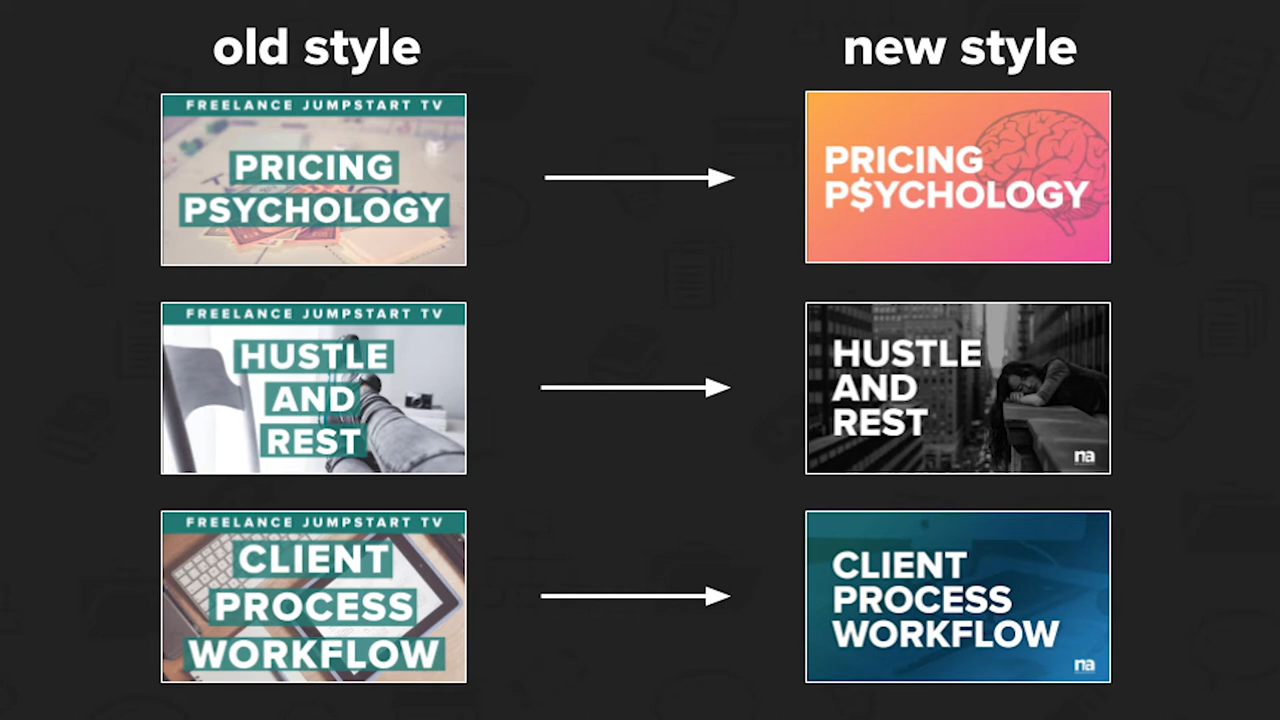 old style
new style
FREELANCE JUMPSTART TV
PRICING
PSYCHOLOGY
PRICING
P$YCHOLOGY
FREELANCE JUMPSTART TV
HUSTLE
AND
REST
HUSTLE
AND
REST
na
FREELANCE JUMPSTART TV
CLIENT
PROCESS
WORKFLOW
CLIENT
PROCESS
WORKFLOW
na